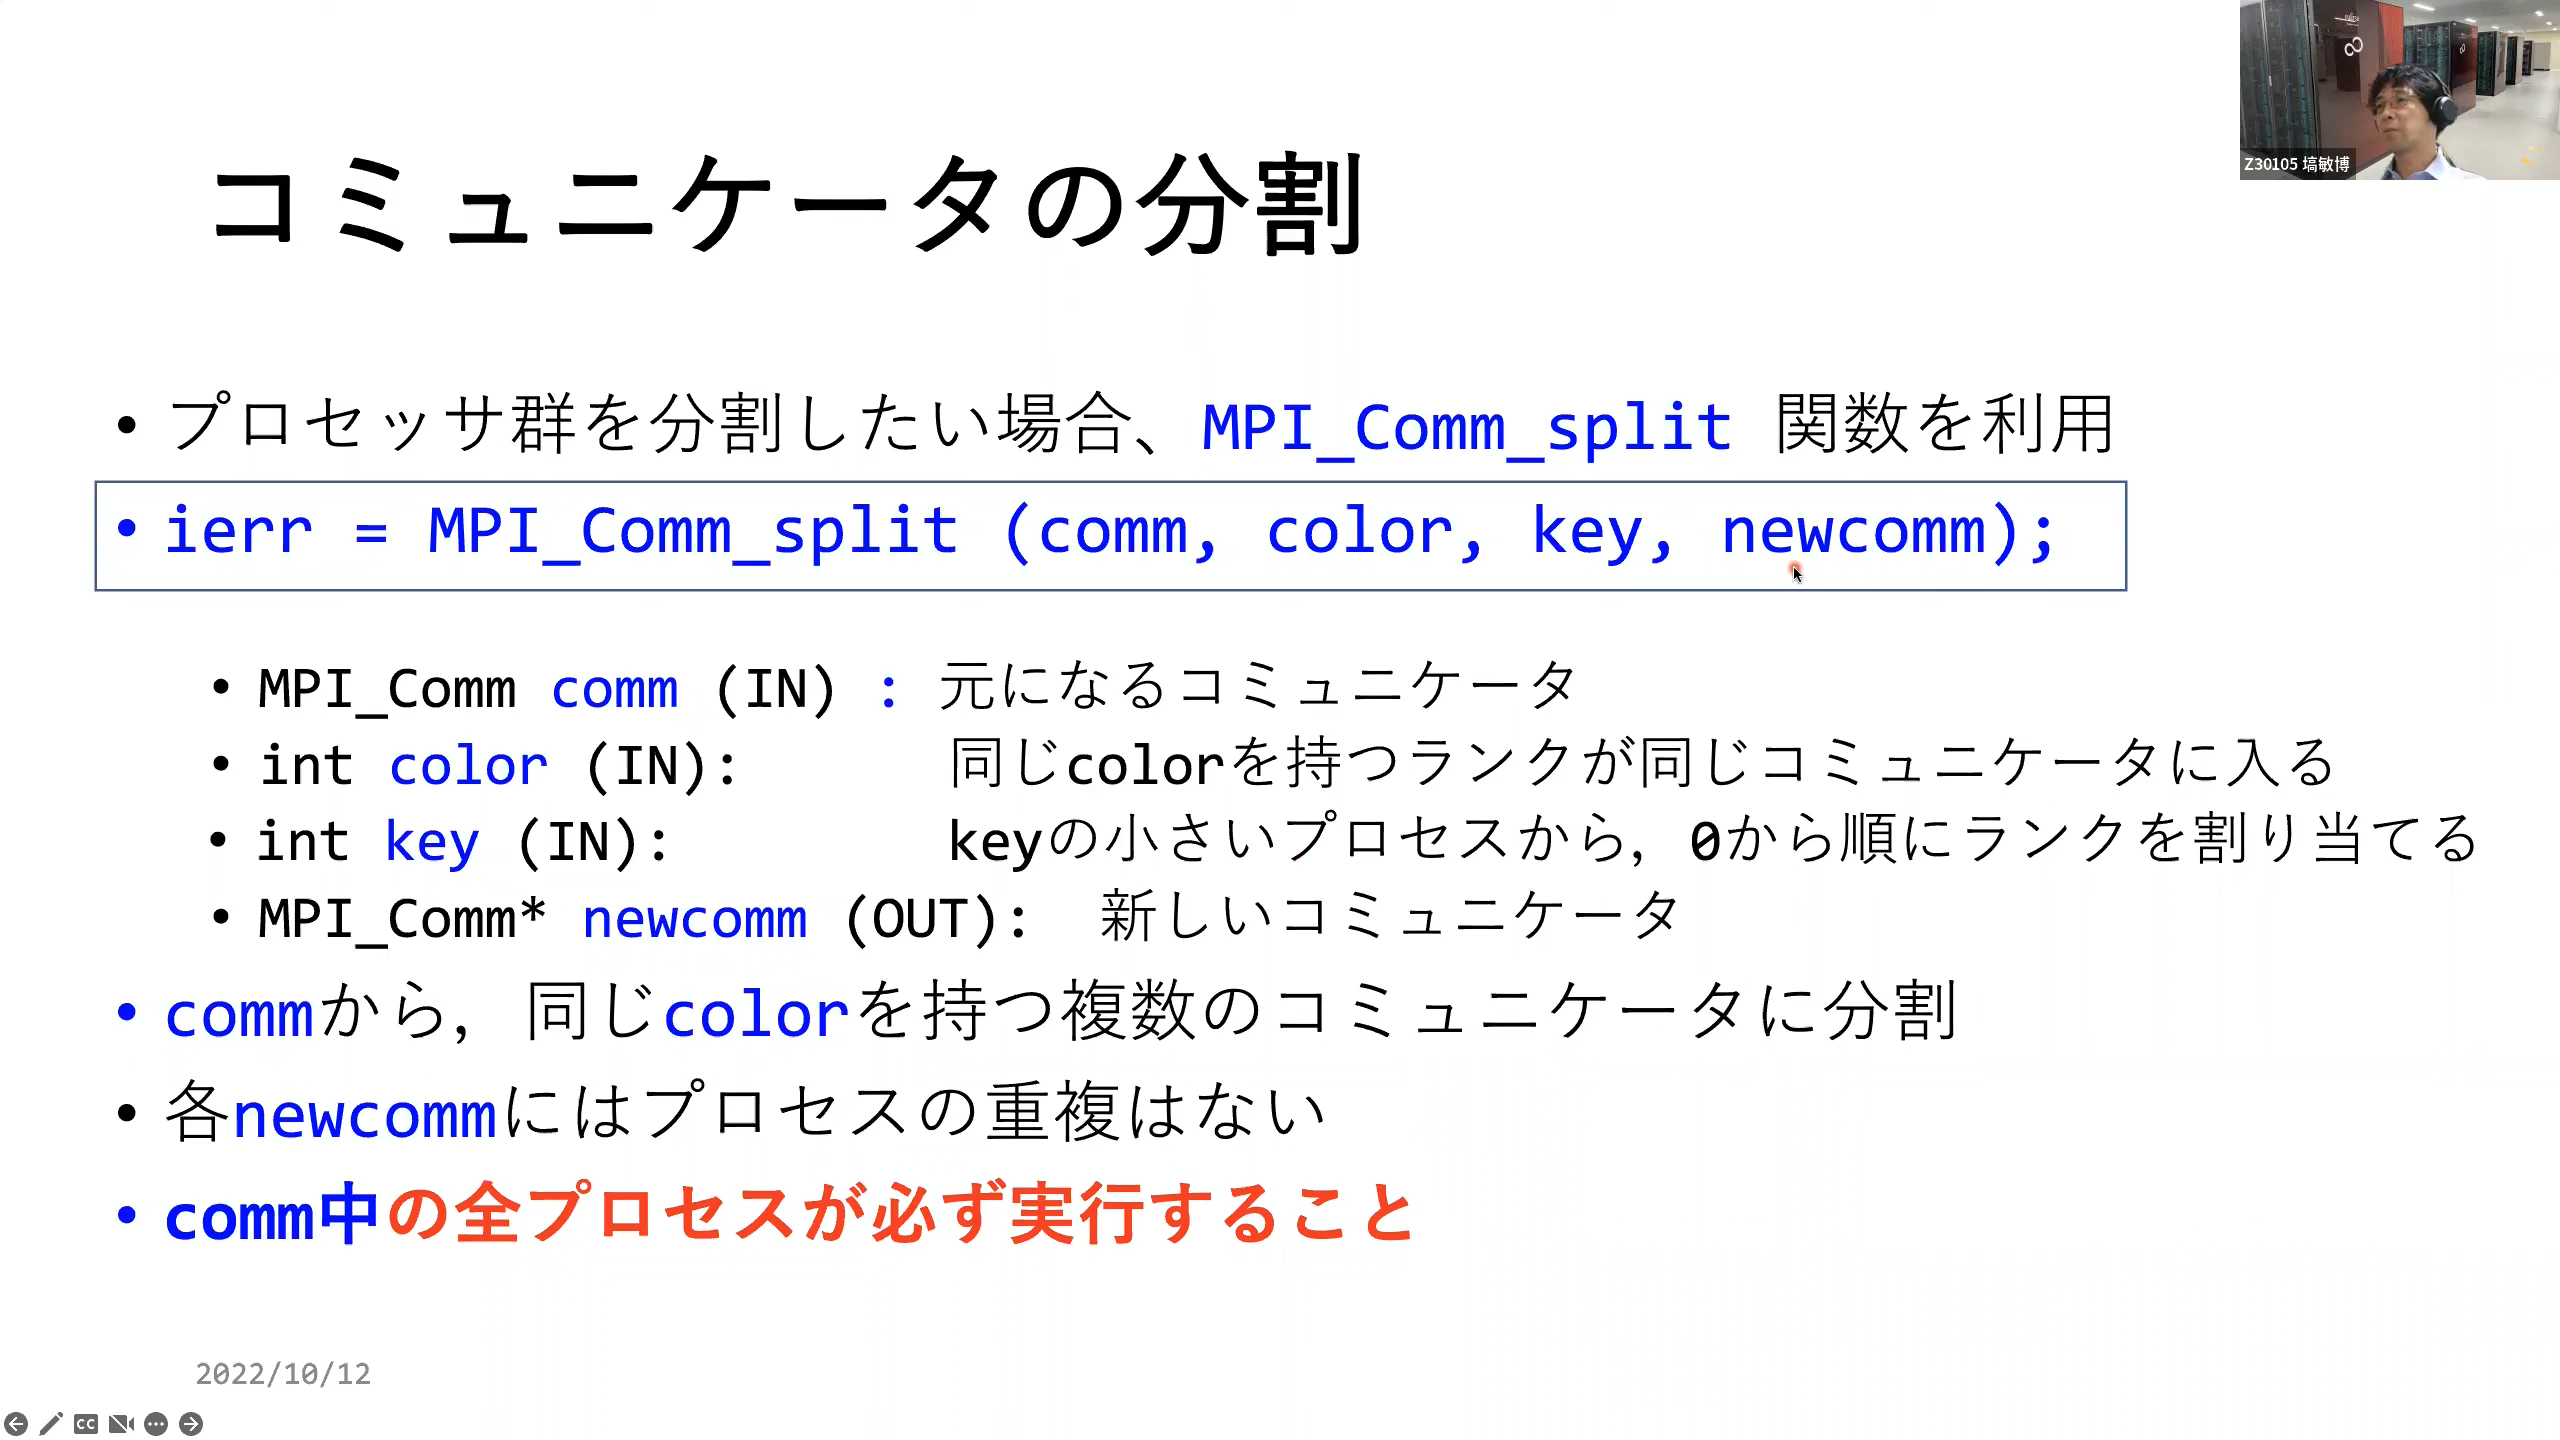 コミュニケータの分割
Z30105 塙敏博
• プロセッサ群を分割したい場合、MPI_Comm_split 関数を利用
• ierr = MPI_Comm_split (comm, color, key, newcomm);
• MPI_Comm comm (IN) : 元になるコミュニケータ
• int color (IN): 同じcolorを持つランクが同じコミュニケータに入る
• int key (IN): keyの小さいプロセスから, 0から順にランクを割り当てる
• MPI_Comm* newcomm (OUT): 新しいコミュニケータ
• commから, 同じcolorを持つ複数のコミュニケータに分割
• 各newcommにはプロセスの重複はない
• comm中の全プロセスが必ず実行すること
2022/10/12
CC